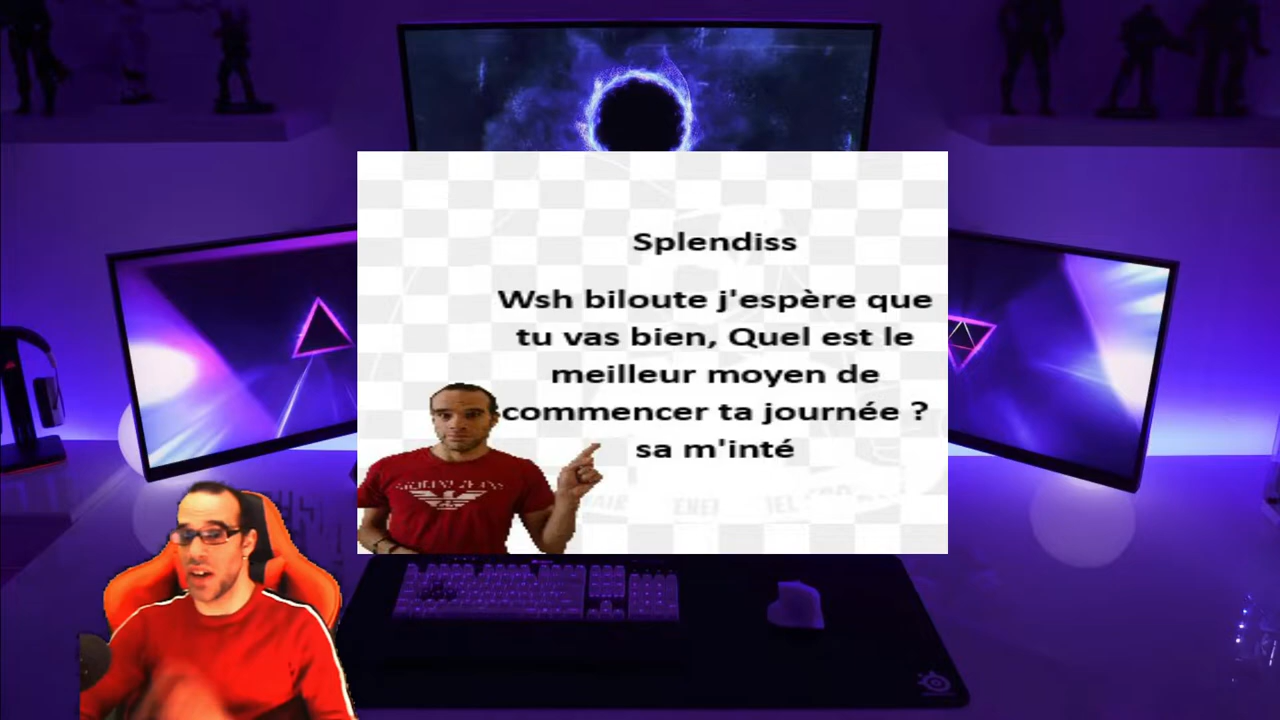 Splendiss
Wsh biloute j'espère que
tu vas bien, Quel est le
meilleur moyen de
commencer ta journée ?
sa m'inté